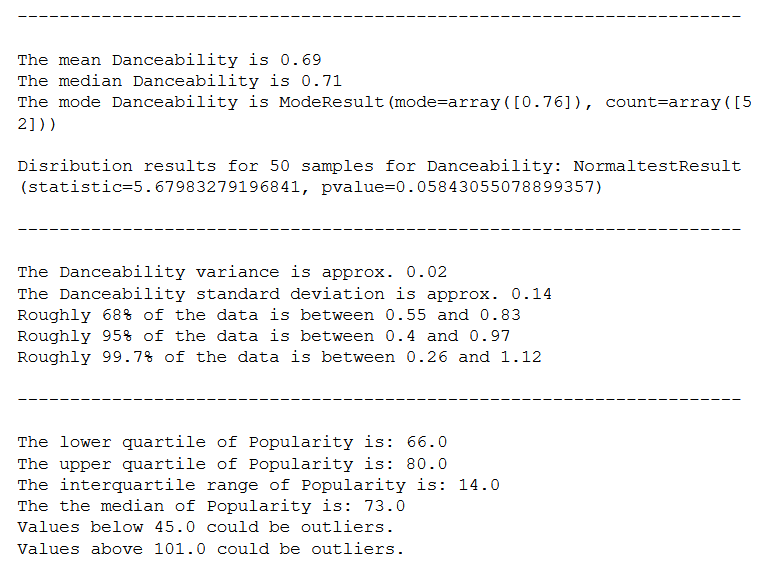 ---------------------------------------------------------------------
The mean Danceability is 0.69
The median Danceability is 0.71
The mode Danceability is ModeResult(mode=array([0.76]), count=array([5
2]))
Disribution results for 50 samples for Danceability: NormaltestResult
(statistic=5.67983279196841, pvalue=0.05843055078899357)
---------------------------------------------------------------------
The Danceability variance is approx. 0.02
The Danceability standard deviation is approx. 0.14
Roughly 68% of the data is between 0.55 and 0.83
Roughly 95% of the data is between 0.4 and 0.97
Roughly 99.7% of the data is between 0.26 and 1.12
---------------------------------------------------------------------
The lower quartile of Popularity is: 66.0
The upper quartile of Popularity is: 80.0
The interquartile range of Popularity is: 14.0
The the median of Popularity is: 73.0
Values below 45.0 could be outliers.
Values above 101.0 could be outliers.